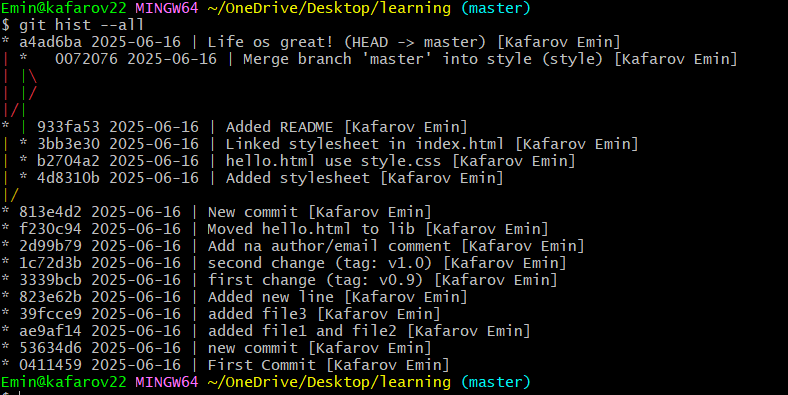 Emin@kafarov22 MINGW64 ~/OneDrive/Desktop/learning (master)
$ git hist --all
* a4ad6ba 2025-06-16 | Life os great! (HEAD -> master) [Kafarov Emin]
| *   0072076 2025-06-16 | Merge branch 'master' into style (style) [Kafarov Emin]
| |\
| |/
|/|
* | 933fa53 2025-06-16 | Added README [Kafarov Emin]
| * 3bb3e30 2025-06-16 | Linked stylesheet in index.html [Kafarov Emin]
| * b2704a2 2025-06-16 | hello.html use style.css [Kafarov Emin]
| * 4d8310b 2025-06-16 | Added stylesheet [Kafarov Emin]
|/
* 813e4d2 2025-06-16 | New commit [Kafarov Emin]
* f230c94 2025-06-16 | Moved hello.html to lib [Kafarov Emin]
* 2d99b79 2025-06-16 | Add na author/email comment [Kafarov Emin]
* 1c72d3b 2025-06-16 | second change (tag: v1.0) [Kafarov Emin]
* 3339bcb 2025-06-16 | first change (tag: v0.9) [Kafarov Emin]
* 823e62b 2025-06-16 | Added new line [Kafarov Emin]
* 39fcce9 2025-06-16 | added file3 [Kafarov Emin]
* ae9af14 2025-06-16 | added file1 and file2 [Kafarov Emin]
* 53634d6 2025-06-16 | new commit [Kafarov Emin]
* 0411459 2025-06-16 | First Commit [Kafarov Emin]
Emin@kafarov22 MINGW64 ~/OneDrive/Desktop/learning (master)